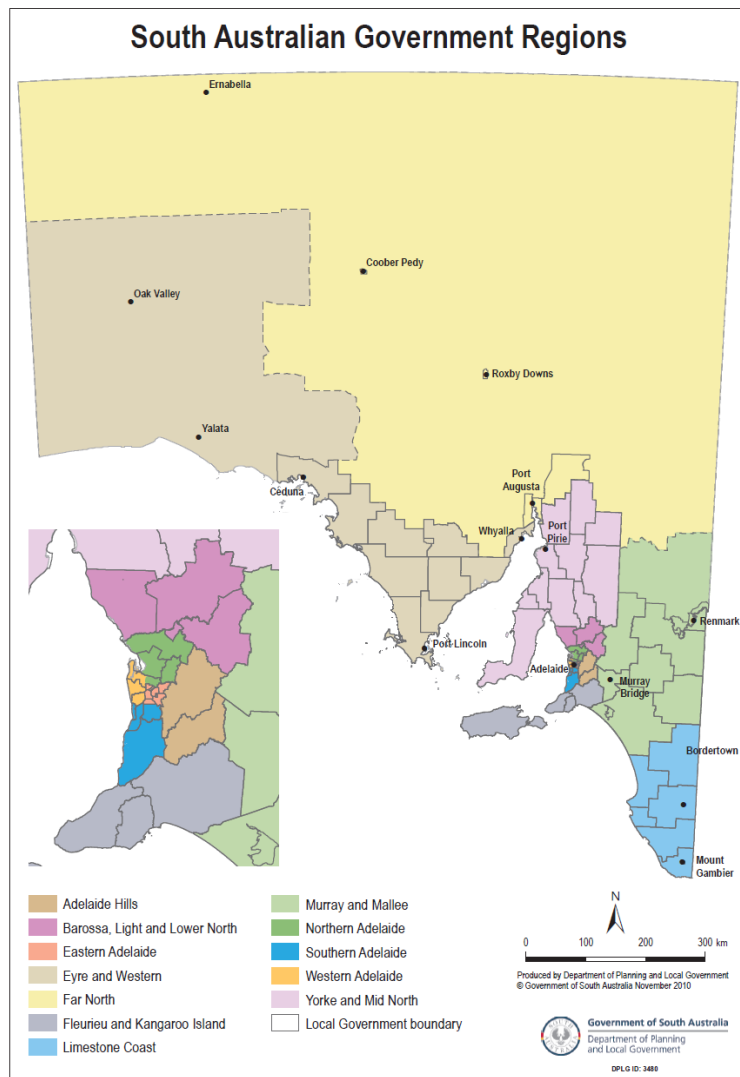 South Australian Government Regions
Ernabella
Coober Pedy
Oak Valley
Roxby Downs
Yalata
Ceduna
Port
Augusta
Whyalla
Port
Pirie
Renmark
Port Lincoln
Adelaide
Murray
Bridge
Bordertown
Mount
Gambier
Adelaide Hills
Barossa, Light and Lower North
Eastern Adelaide
Eyre and Western
Far North
Fleurieu and Kangaroo Island
Limestone Coast
Murray and Mallee
Northern Adelaide
Southern Adelaide
Western Adelaide
Yorke and Mid North
Local Government boundary
N
0 100 200 300 km
Produced by Department of Planning and Local Government
© Government of South Australia November 2010
SOUTH
AUSTRALIA
Government of South Australia
Department of Planning
and Local Government
DPLG ID: 3480